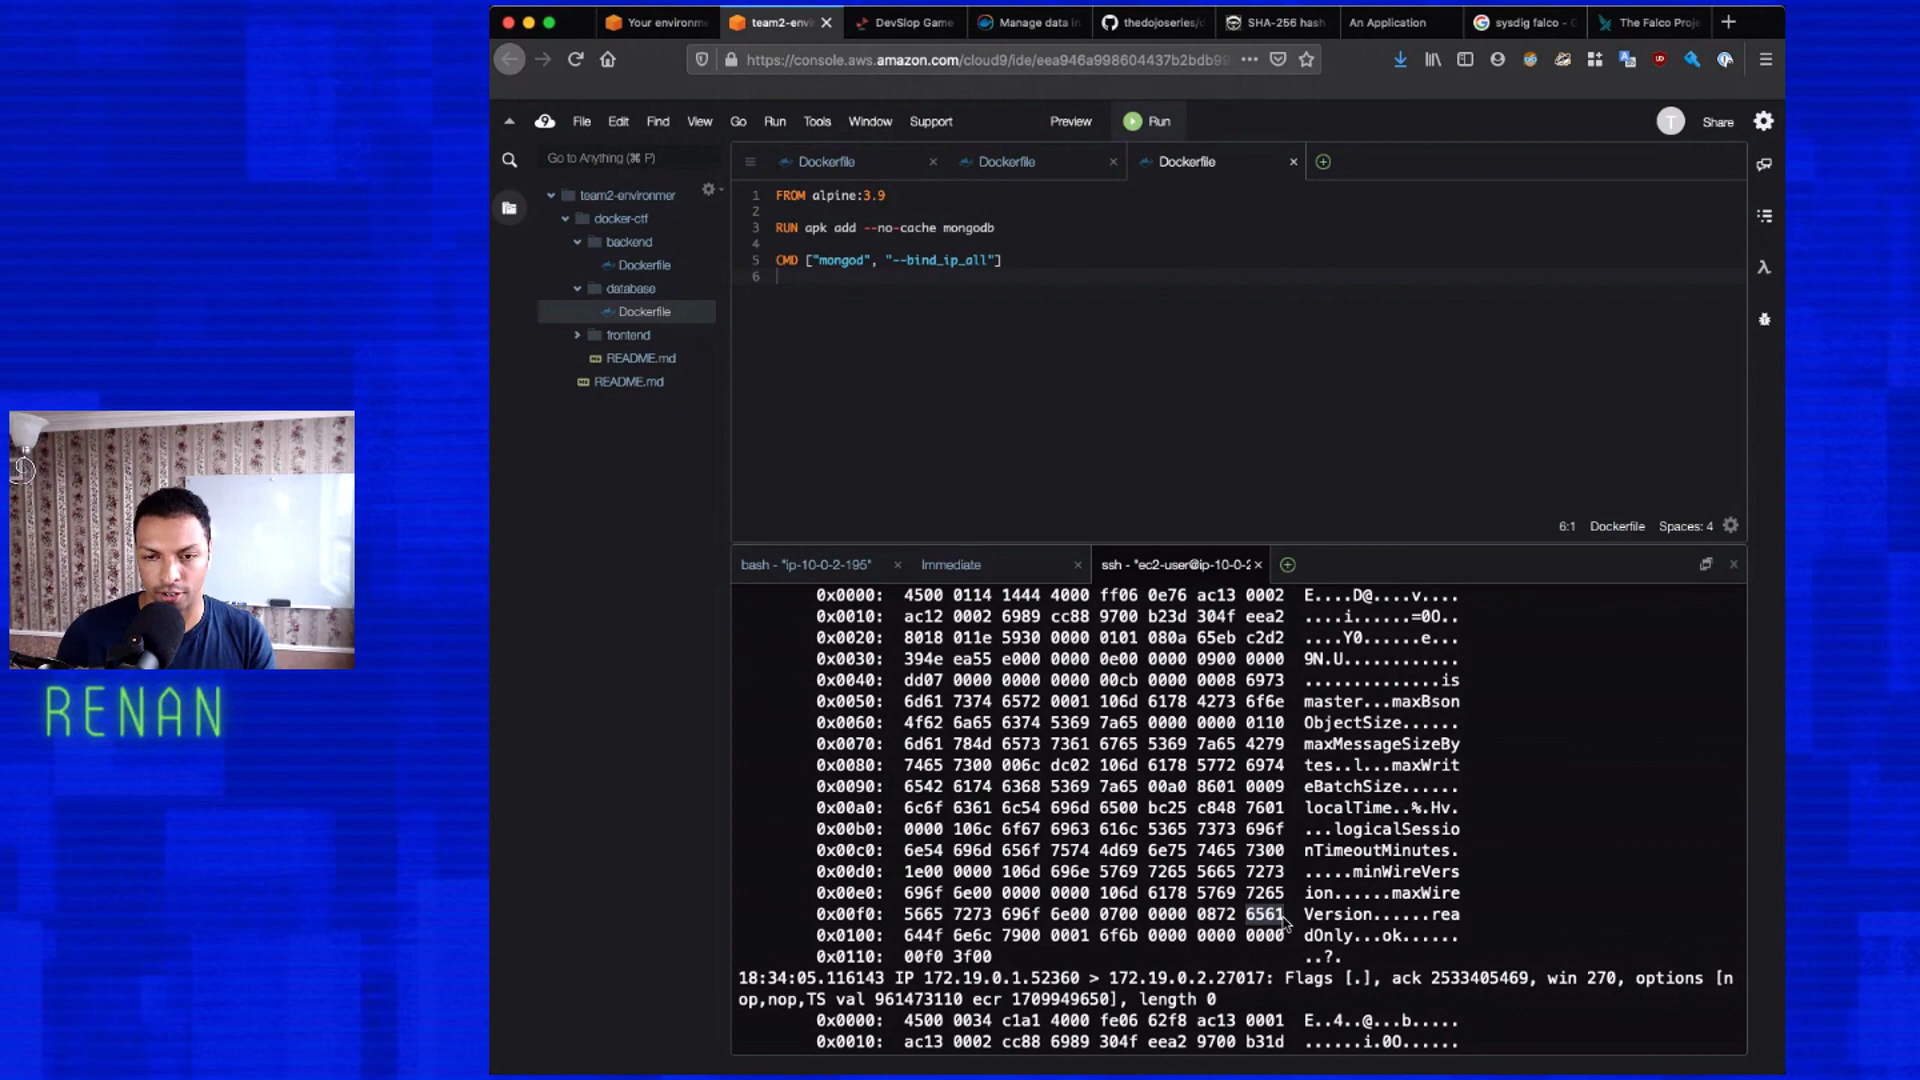 Your environme
team2-envi
DevSlop Game
Manage data in
thedojoseries/d
SHA-256 hash
An Application
sysdig falco - G
The Falco Proje
https://console.aws.amazon.com/cloud9/ide/eea946a998604437b2bdb99
File Edit Find View Go Run Tools Window Support
Preview
Run
T
Share
Go to Anything (⌘ P)
team2-environmer
docker-ctf
backend
Dockerfile
database
Dockerfile
frontend
README.md
README.md
Dockerfile
Dockerfile
Dockerfile
1 FROM alpine:3.9
2
3 RUN apk add --no-cache mongodb
4
5 CMD ["mongod", "--bind_ip_all"]
6
6:1 Dockerfile Spaces: 4
bash - "ip-10-0-2-195"
Immediate
ssh - "ec2-user@ip-10-0-2
0x0000: 4500 0114 1444 4000 ff06 0e76 ac13 0002 E....D@....v....
0x0010: ac12 0002 6989 cc88 9700 b23d 304f eea2 ....i......=0O..
0x0020: 8018 011e 5930 0000 0101 080a 65eb c2d2 ....Y0......e...
0x0030: 394e ea55 e000 0000 0e00 0000 0900 0000 9N.U............
0x0040: dd07 0000 0000 0000 00cb 0000 0008 6973 ..............is
0x0050: 6d61 7374 6572 0001 106d 6178 4273 6f6e master...maxBson
0x0060: 4f62 6a65 6374 5369 7a65 0000 0000 0110 ObjectSize......
0x0070: 6d61 784d 6573 7361 6765 5369 7a65 4279 maxMessageSizeBy
0x0080: 7465 7300 006c dc02 106d 6178 5772 6974 tes..l...maxWrit
0x0090: 6542 6174 6368 5369 7a65 00a0 8601 0009 eBatchSize......
0x00a0: 6c6f 6361 6c54 696d 6500 bc25 c848 7601 localTime..%.Hv.
0x00b0: 0000 106c 6f67 6963 616c 5365 7373 696f ...logicalSessio
0x00c0: 6e54 696d 656f 7574 4d69 6e75 7465 7300 nTimeoutMinutes.
0x00d0: 1e00 0000 106d 696e 5769 7265 5665 7273 .....minWireVers
0x00e0: 696f 6e00 0000 0000 106d 6178 5769 7265 ion......maxWire
0x00f0: 5665 7273 696f 6e00 0700 0000 0872 6561 Version......rea
0x0100: 644f 6e6c 7900 0001 6f6b 0000 0000 0000 dOnly...ok......
0x0110: 00f0 3f00 ..?.
18:34:05.116143 IP 172.19.0.1.52360 > 172.19.0.2.27017: Flags [.], ack 2533405469, win 270, options [n
op,nop,TS val 961473110 ecr 1709949650], length 0
0x0000: 4500 0034 c1a1 4000 fe06 62f8 ac13 0001 E..4..@...b.....
0x0010: ac13 0002 cc88 6989 304f eea2 9700 b31d ......i.0O......
RENAN